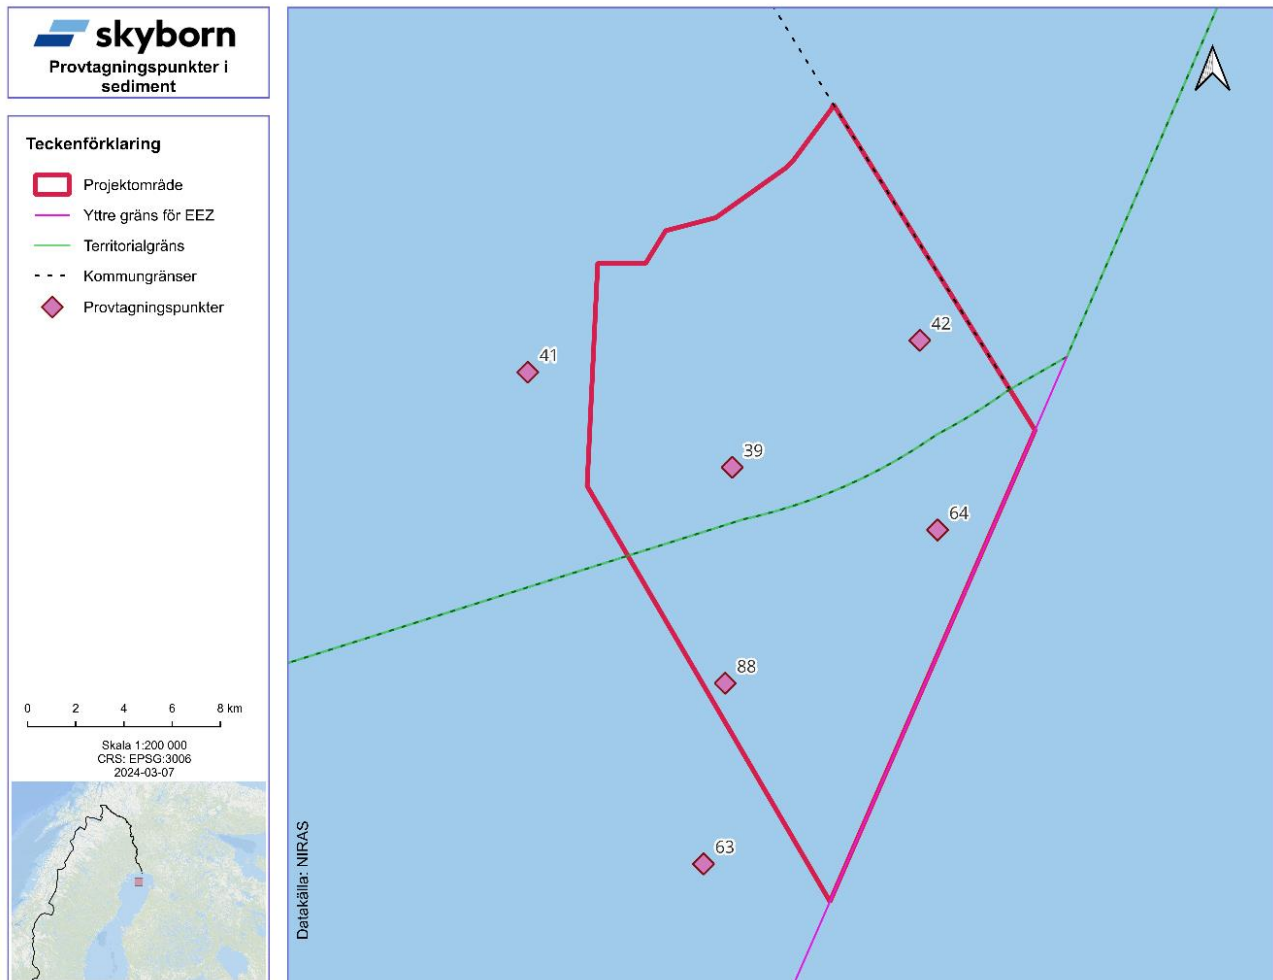 skyborn
Provtagningspunkter i
sediment
Teckenförklaring
Projektområde
Yttre gräns för EEZ
Territorialgräns
Kommungränser
Provtagningspunkter
0 2 4 6 8 km
Skala 1:200 000
CRS: EPSG:3006
2024-03-07
Datakälla: NIRAS
42
41
39
64
88
63